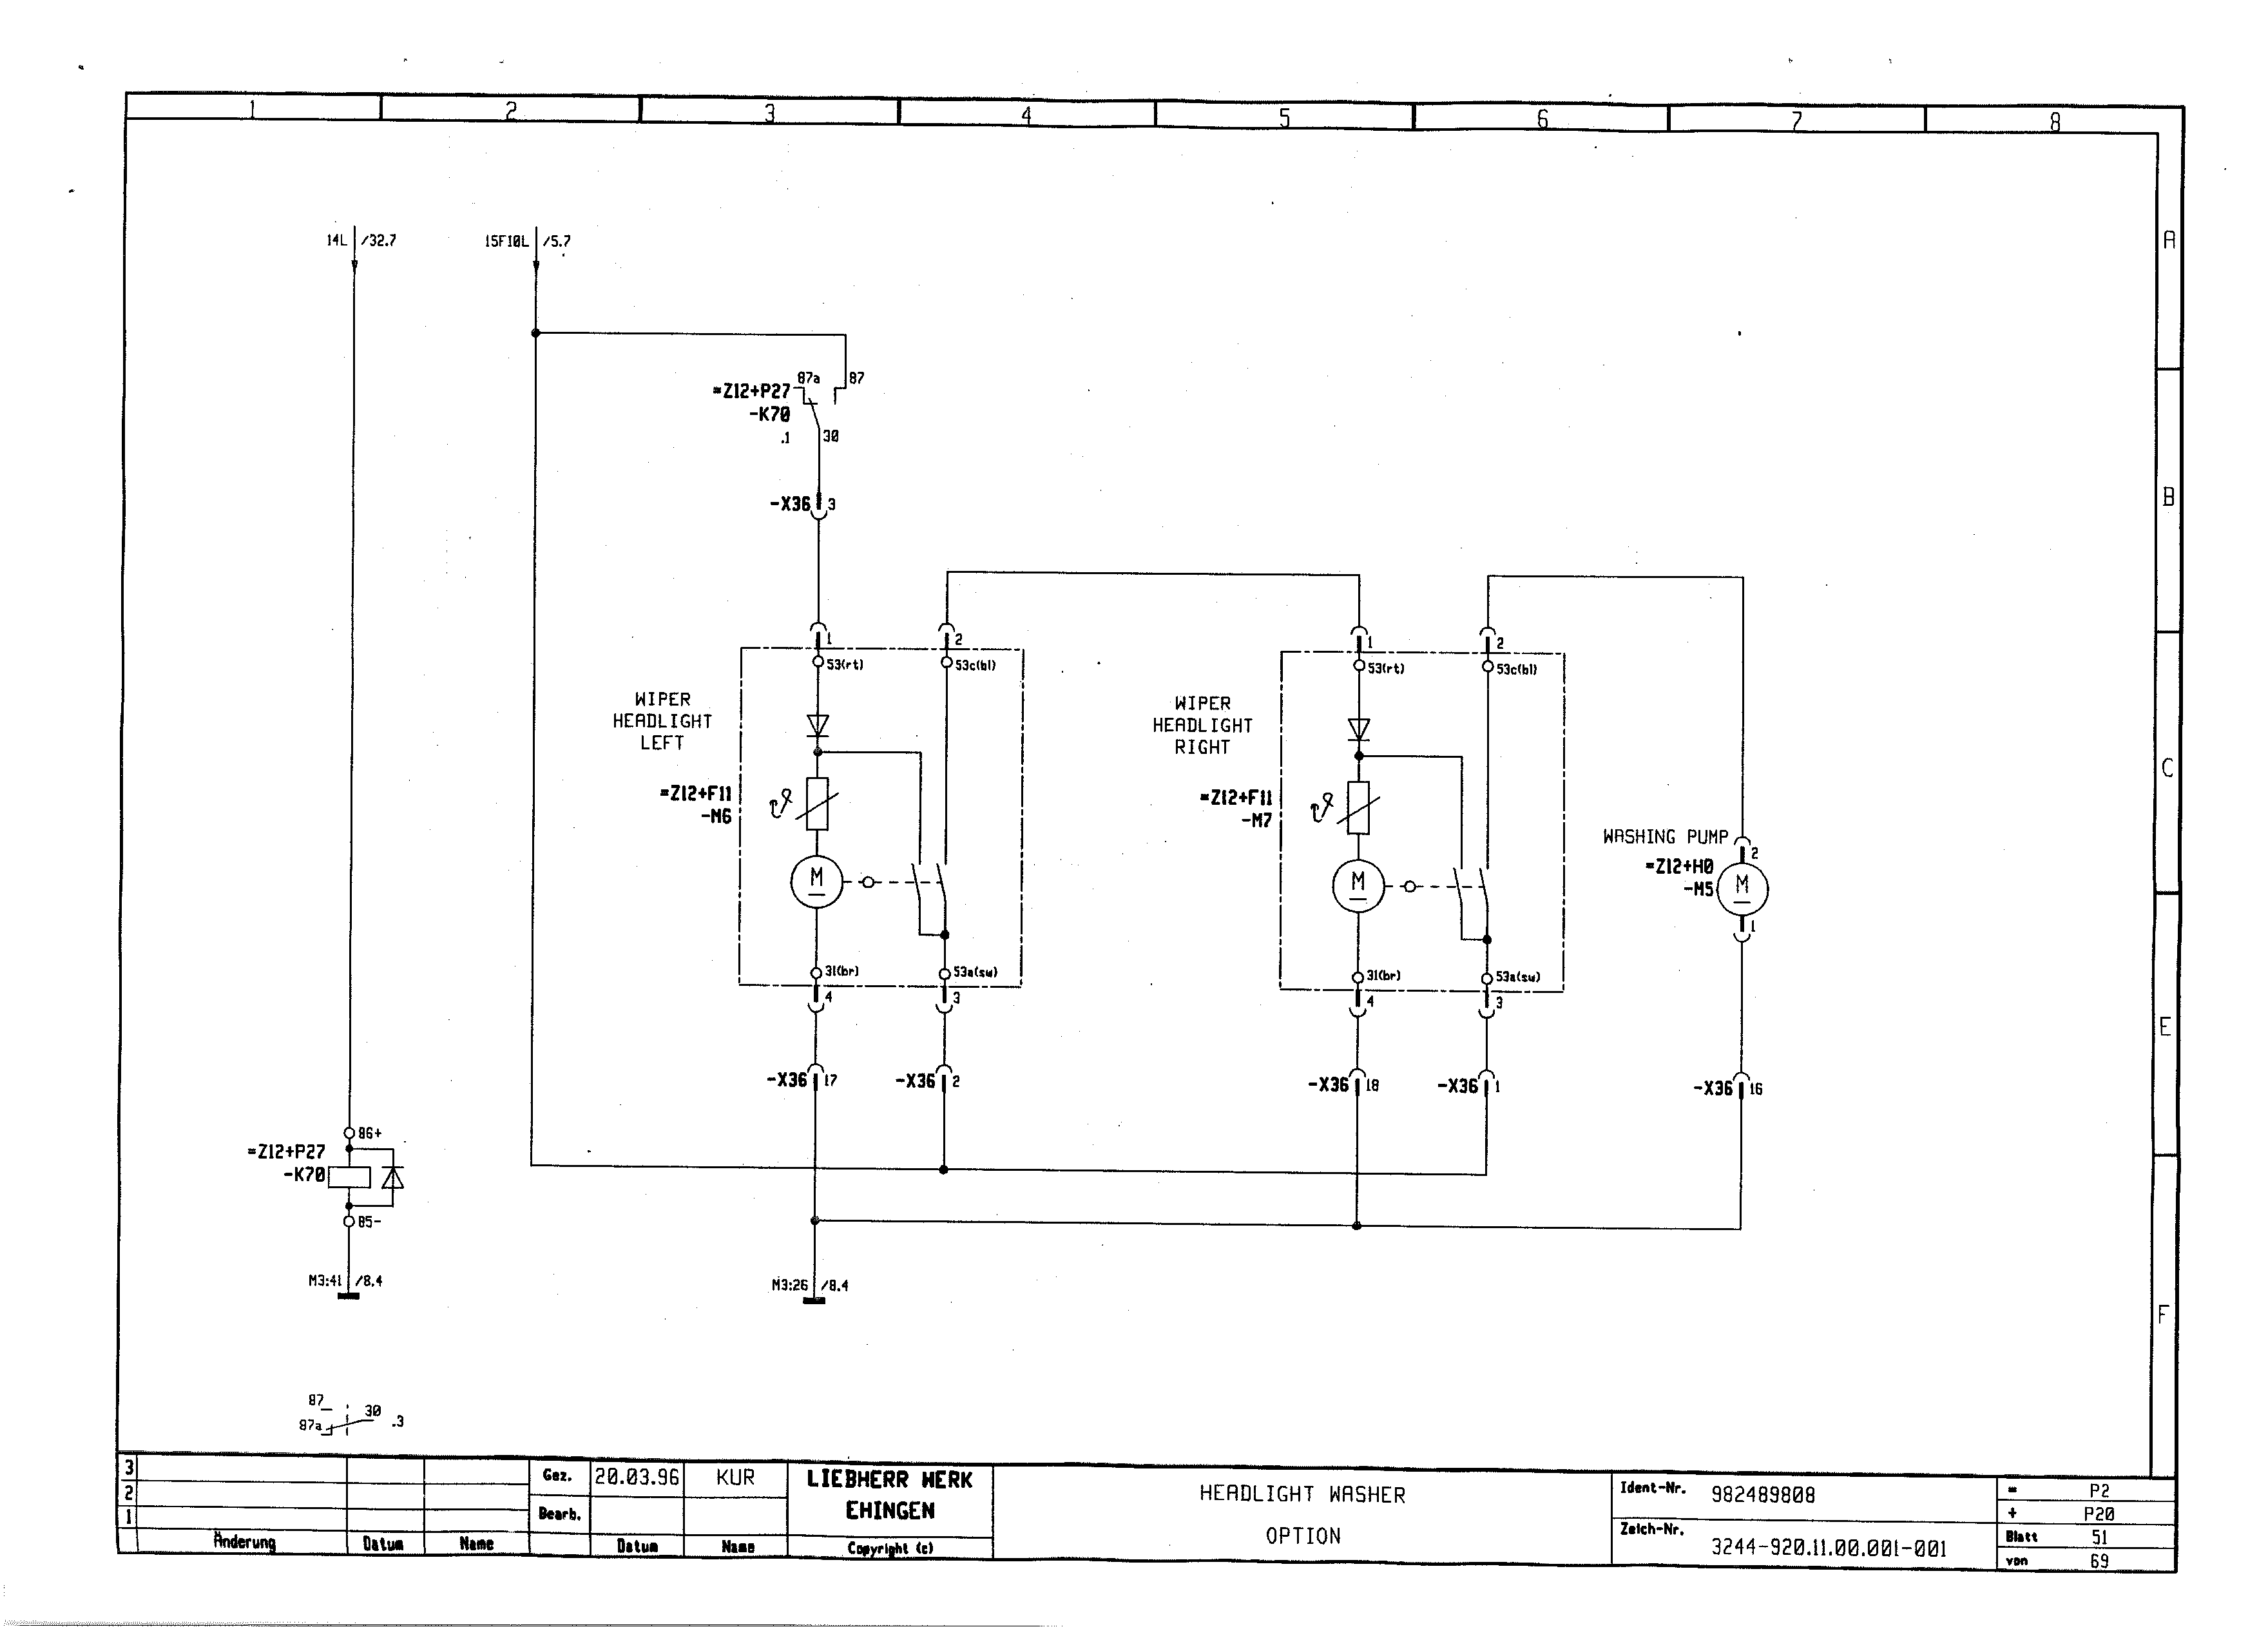 1 2 3 4 5 6 7 8
A
B
C
E
F
14L /32.7
15F10L /5.7
87a 87
=Z12+P27
-K70
.1 30
-X36 3
1 2
53(rt) 53c(bl)
WIPER
HEADLIGHT
LEFT
=Z12+F11
-M6
M
31(br) 53a(sw)
4 3
-X36 17 -X36 2
1 2
53(rt) 53c(bl)
WIPER
HEADLIGHT
RIGHT
=Z12+F11
-M7
M
31(br) 53a(sw)
4 3
-X36 18 -X36 1
WASHING PUMP
2
=Z12+H0
-M5
M
1
-X36 16
86+
=Z12+P27
-K70
85-
M3:41 /8.4
M3:26 /8.4
87
30
87a .3
3
2
1
Änderung Datum Name
Gez. 20.03.96 KUR
Bearb.
Datum Name
LIEBHERR WERK
EHINGEN
Copyright (c)
HEADLIGHT WASHER
OPTION
Ident-Nr. 982489808
Zeich-Nr. 3244-920.11.00.001-001
= P2
+ P20
Blatt 51
von 69